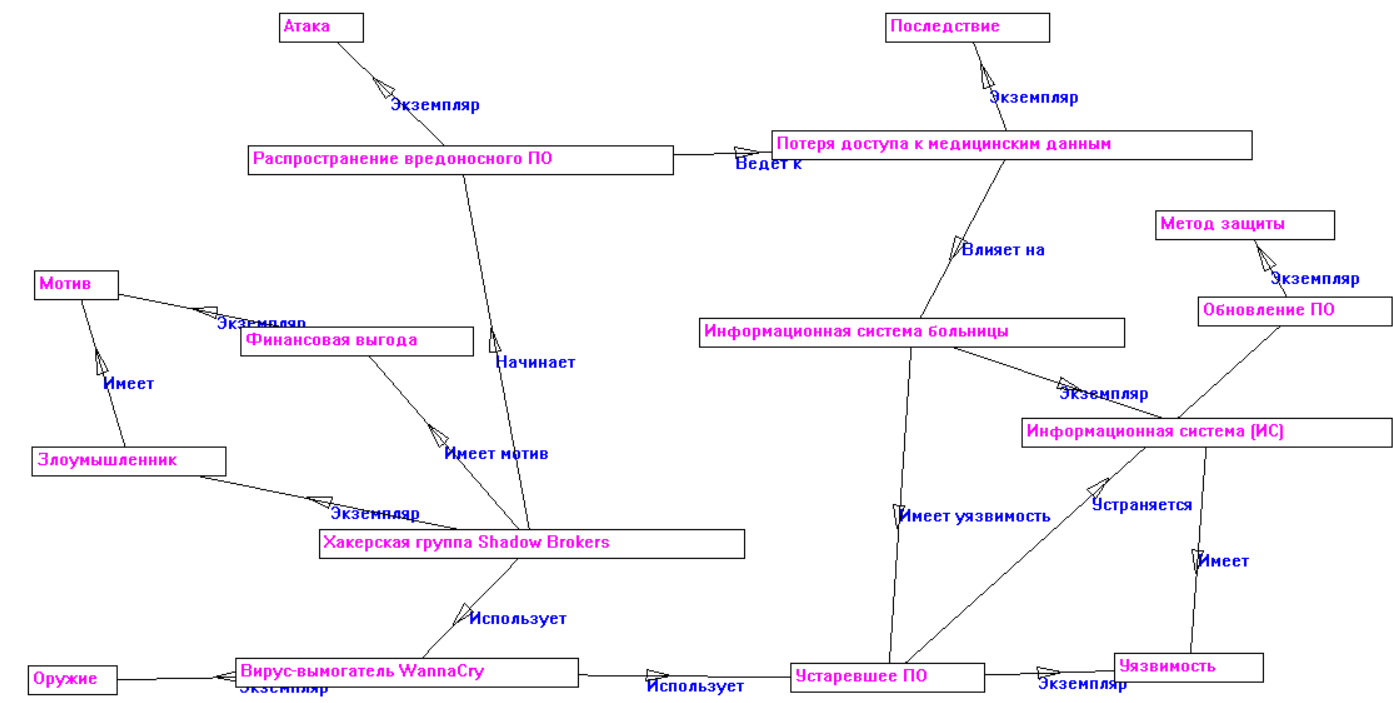 Атака
Последствие
Экземпляр
Экземпляр
Распространение вредоносного ПО
Ведет к
Потеря доступа к медицинским данным
Метод защиты
Влияет на
Экземпляр
Мотив
Экземпляр
Финансовая выгода
Информационная система больницы
Обновление ПО
Начинает
Имеет
Экземпляр
Злоумышленник
Имеет мотив
Информационная система (ИС)
Экземпляр
Имеет уязвимость
Устраняется
Хакерская группа Shadow Brokers
Имеет
Использует
Оружие
Экземпляр
Вирус-вымогатель WannaCry
Использует
Устаревшее ПО
Экземпляр
Уязвимость